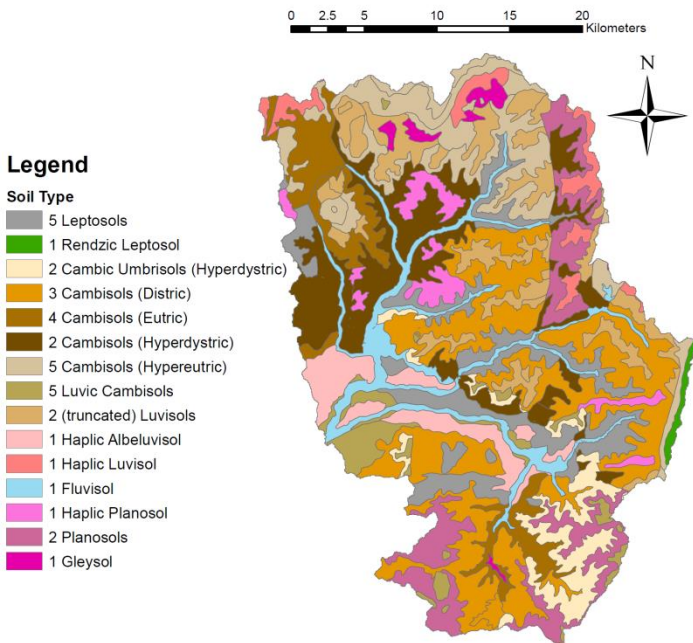 0 2.5 5 10 15 20
Kilometers
N
Legend
Soil Type
5 Leptosols
1 Rendzic Leptosol
2 Cambic Umbrisols (Hyperdystric)
3 Cambisols (Distric)
4 Cambisols (Eutric)
2 Cambisols (Hyperdystric)
5 Cambisols (Hypereutric)
5 Luvic Cambisols
2 (truncated) Luvisols
1 Haplic Albeluvisol
1 Haplic Luvisol
1 Fluvisol
1 Haplic Planosol
2 Planosols
1 Gleysol